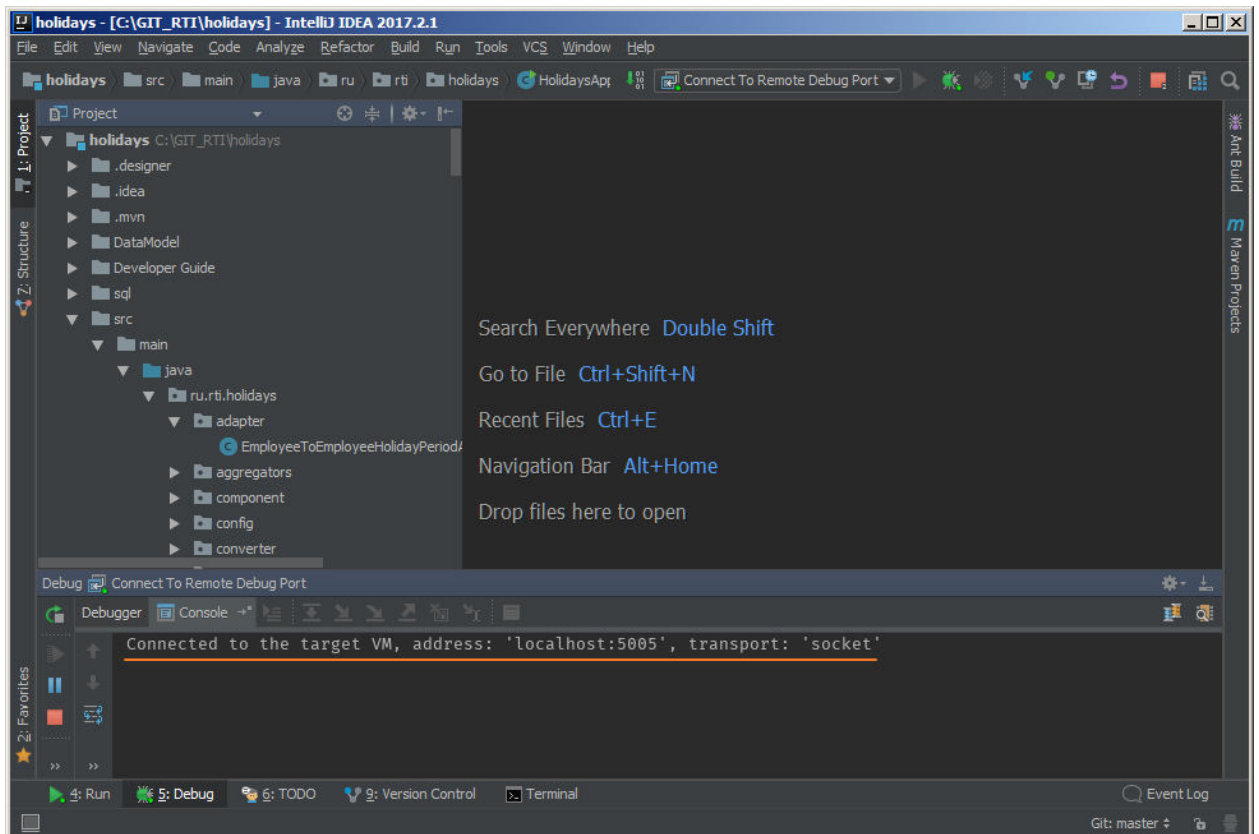 holidays - [C:\GIT_RTI\holidays] - IntelliJ IDEA 2017.2.1
File Edit View Navigate Code Analyze Refactor Build Run Tools VCS Window Help
holidays src main java ru rti holidays HolidaysApp Connect To Remote Debug Port
Project
1: Project
Z: Structure
2: Favorites
holidays C:\GIT_RTI\holidays
.designer
.idea
.mvn
DataModel
Developer Guide
sql
src
main
java
ru.rti.holidays
adapter
EmployeeToEmployeeHolidayPeriodA
aggregators
component
config
converter
Search Everywhere Double Shift
Go to File Ctrl+Shift+N
Recent Files Ctrl+E
Navigation Bar Alt+Home
Drop files here to open
Ant Build
Maven Projects
Debug Connect To Remote Debug Port
Debugger Console
Connected to the target VM, address: 'localhost:5005', transport: 'socket'
4: Run 5: Debug 6: TODO 9: Version Control Terminal Event Log
Git: master